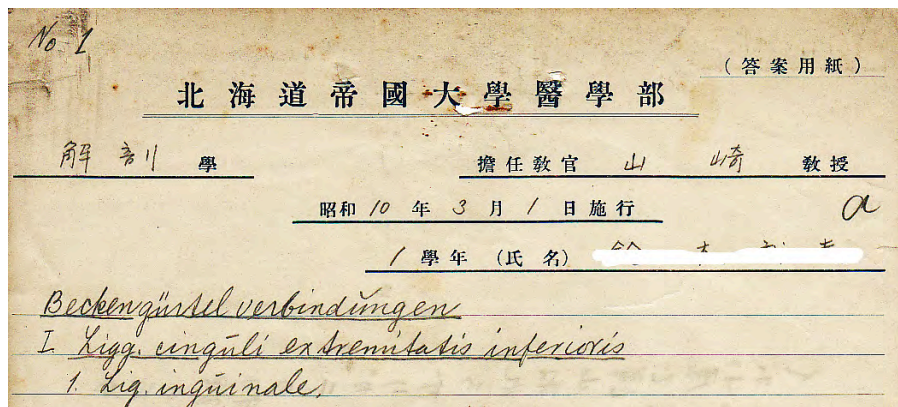 No 1
(答案用紙)
北海道帝國大學醫學部
解剖學
擔任教官 山崎 教授
昭和10年3月1日施行
a
1學年 (氏名)
Beckengürtelverbindungen
I. Ligg. cinguli extremitatis inferioris
1. Lig. inguinale,